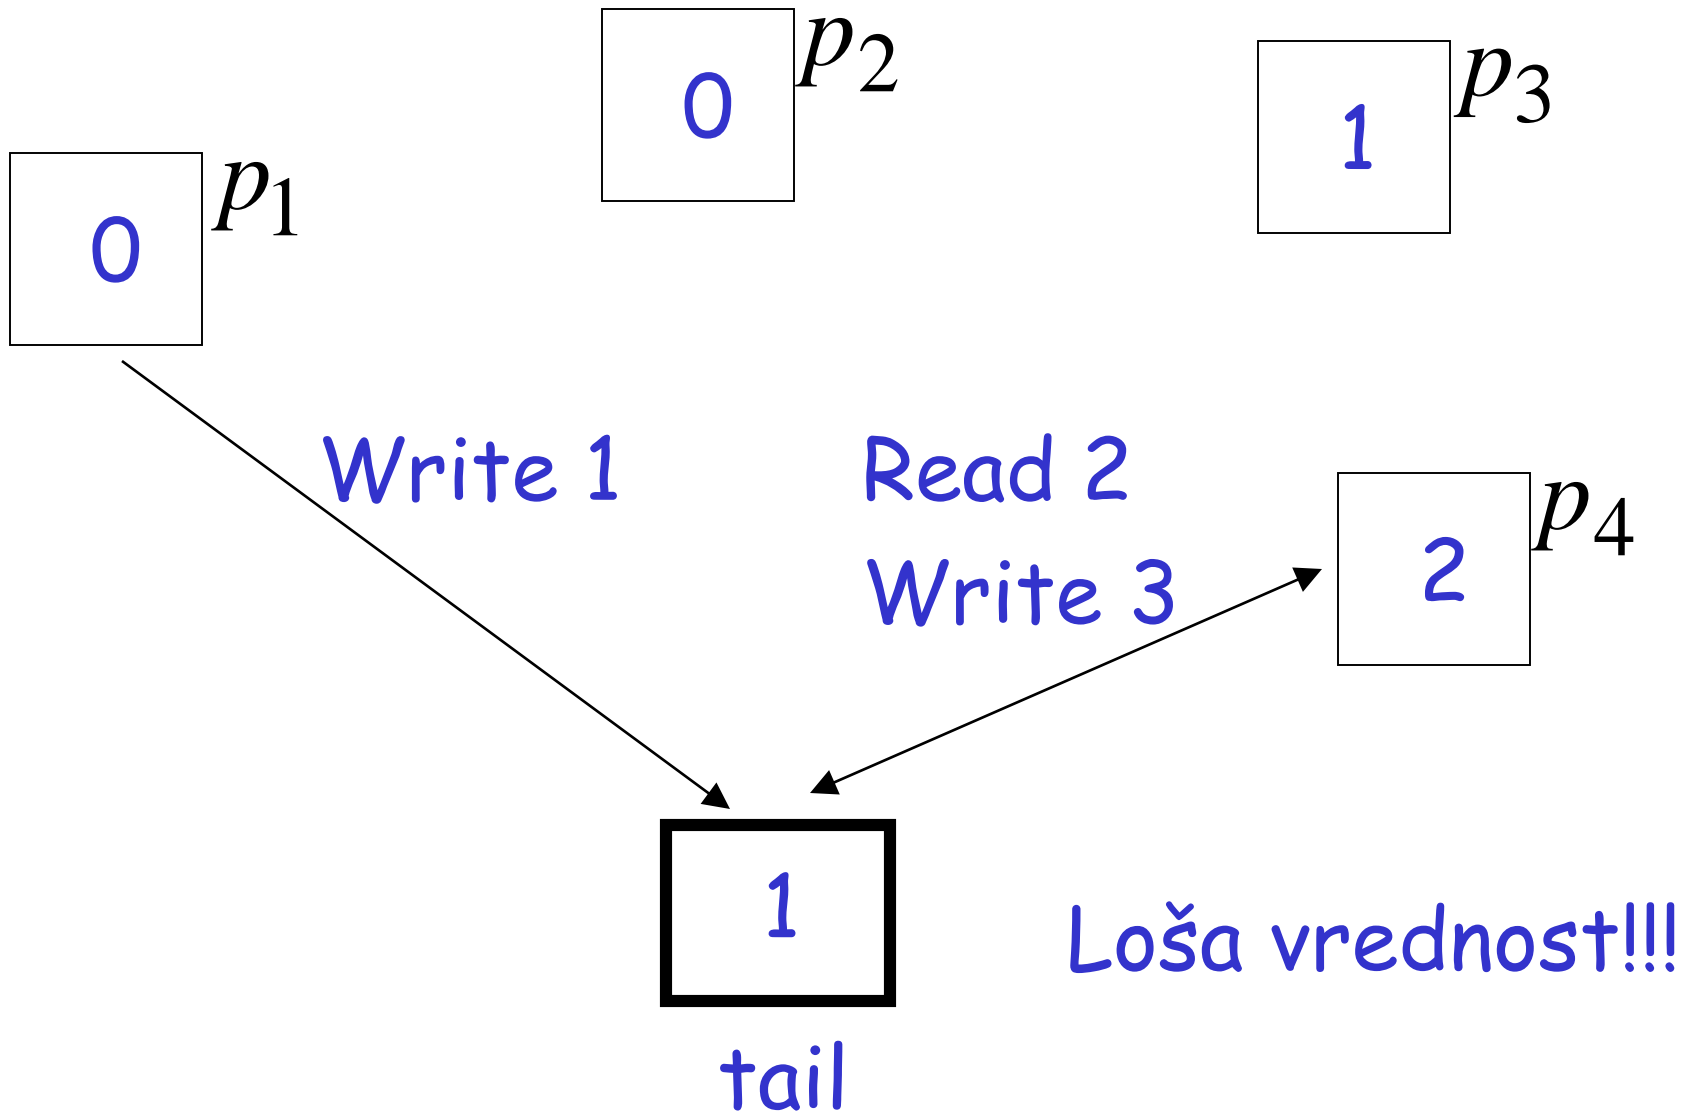 0 p1
0 p2
1 p3
Write 1
Read 2
Write 3
2 p4
1
tail
Loša vrednost!!!